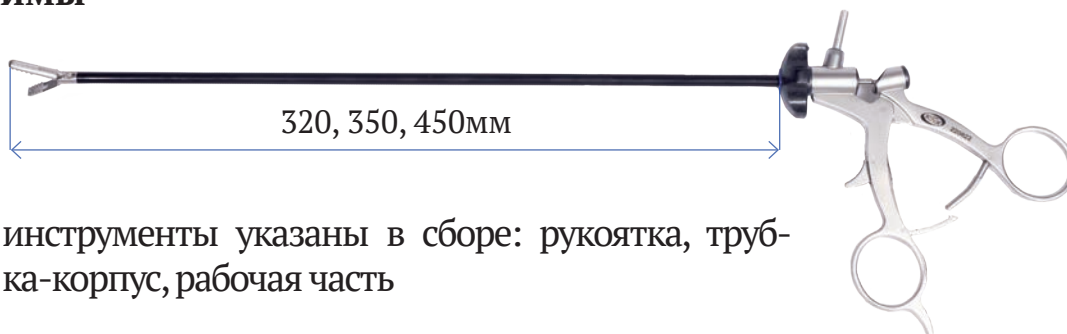 320, 350, 450мм
инструменты указаны в сборе: рукоятка, труб-
ка-корпус, рабочая часть